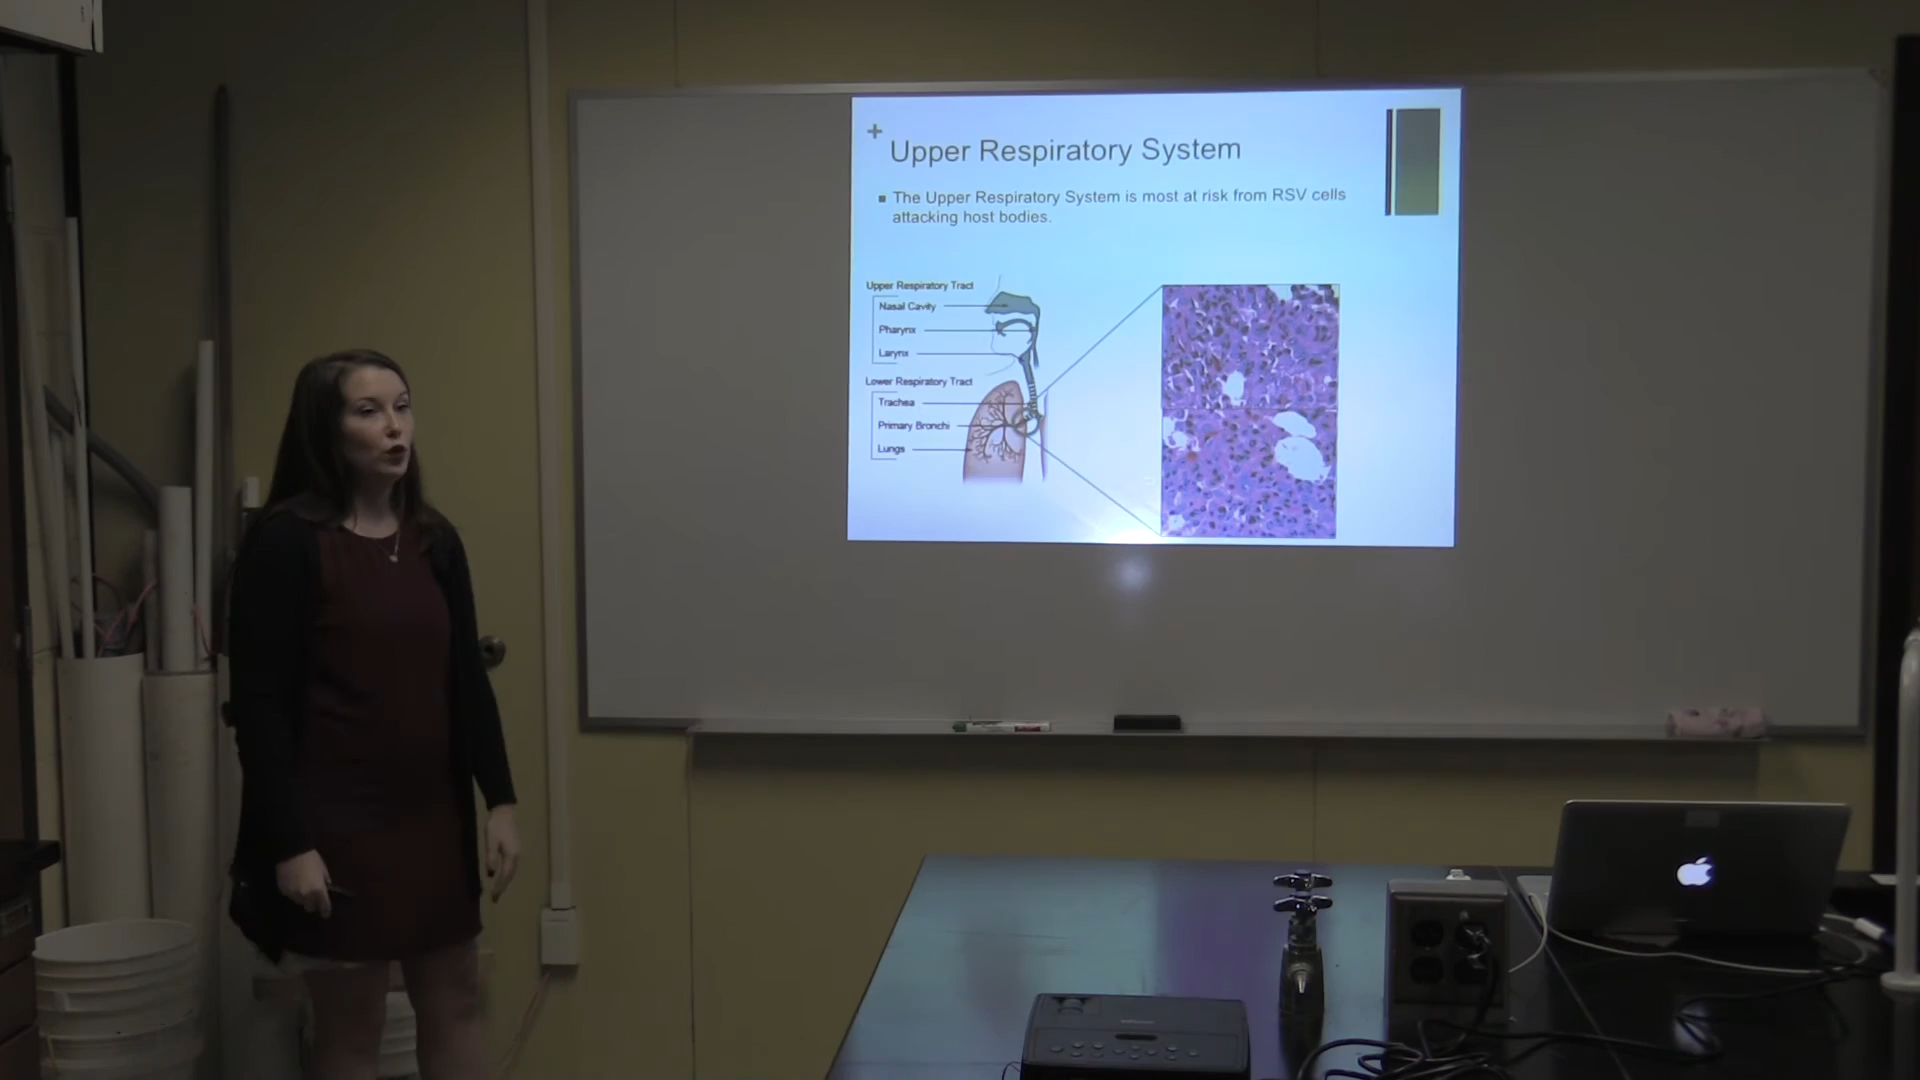 +
Upper Respiratory System
The Upper Respiratory System is most at risk from RSV cells
attacking host bodies.
Upper Respiratory Tract
Nasal Cavity
Pharynx
Larynx
Lower Respiratory Tract
Trachea
Primary Bronchi
Lungs